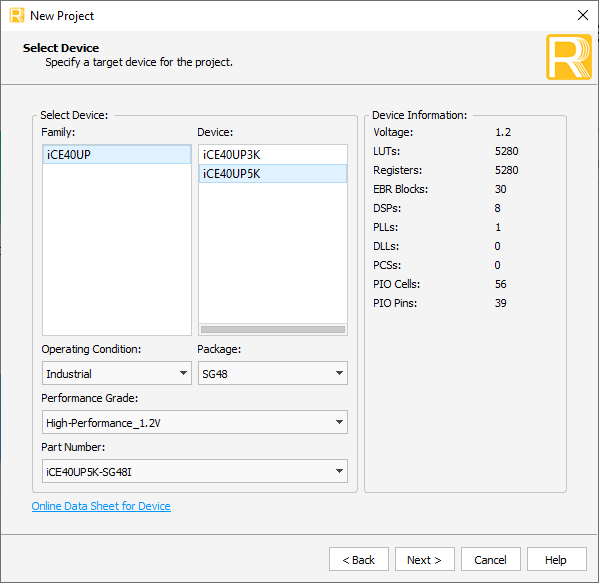 New Project
Select Device
Specify a target device for the project.
Select Device:
Family:
iCE40UP
Device:
iCE40UP3K
iCE40UP5K
Operating Condition:
Industrial
Package:
SG48
Performance Grade:
High-Performance_1.2V
Part Number:
iCE40UP5K-SG48I
Online Data Sheet for Device
Device Information:
Voltage: 1.2
LUTs: 5280
Registers: 5280
EBR Blocks: 30
DSPs: 8
PLLs: 1
DLLs: 0
PCSs: 0
PIO Cells: 56
PIO Pins: 39
< Back
Next >
Cancel
Help